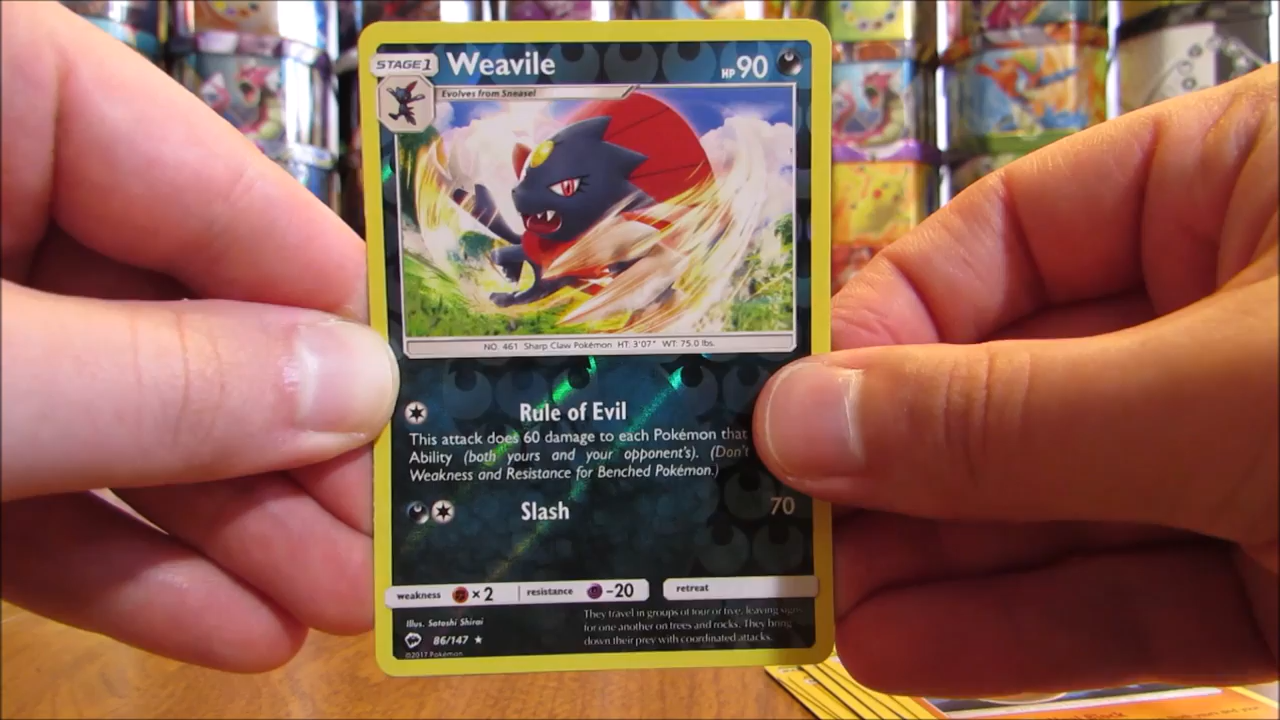 STAGE1 Weavile HP 90
Evolves from Sneasel
NO. 461 Sharp Claw Pokémon HT: 3'07" WT: 75.0 lbs.
Rule of Evil
This attack does 60 damage to each Pokémon that
Ability (both yours and your opponent's). (Don't
Weakness and Resistance for Benched Pokémon.)
Slash 70
weakness ×2 resistance -20 retreat
They travel in groups of four or five, leaving signs
for one another on trees and rocks. They bring
down their prey with coordinated attacks.
Illus. Satoshi Shirai
86/147 ★
©2017 Pokémon